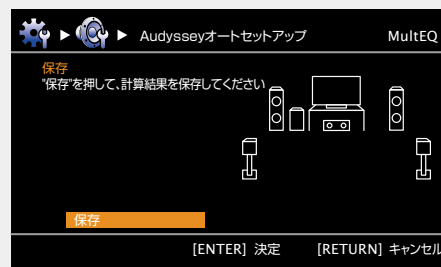 Audysseyオートセットアップ MultEQ
保存
"保存"を押して、計算結果を保存してください
保存
[ENTER] 決定 [RETURN] キャンセル